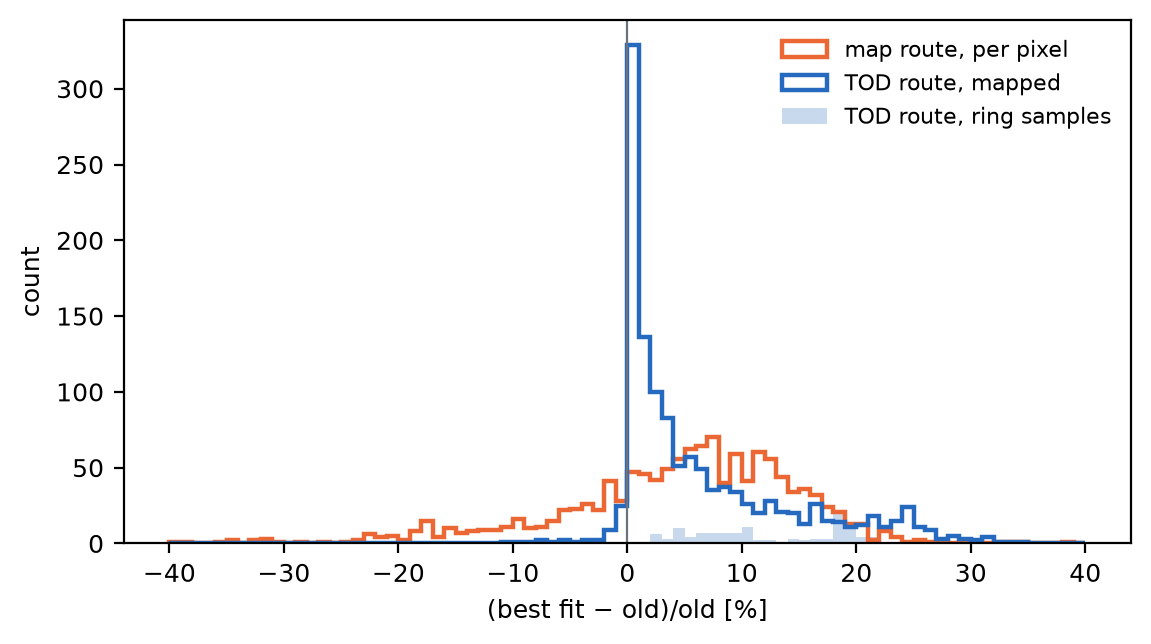 map route, per pixel
TOD route, mapped
TOD route, ring samples
count
300
250
200
150
100
50
0
−40 −30 −20 −10 0 10 20 30 40
(best fit − old)/old [%]